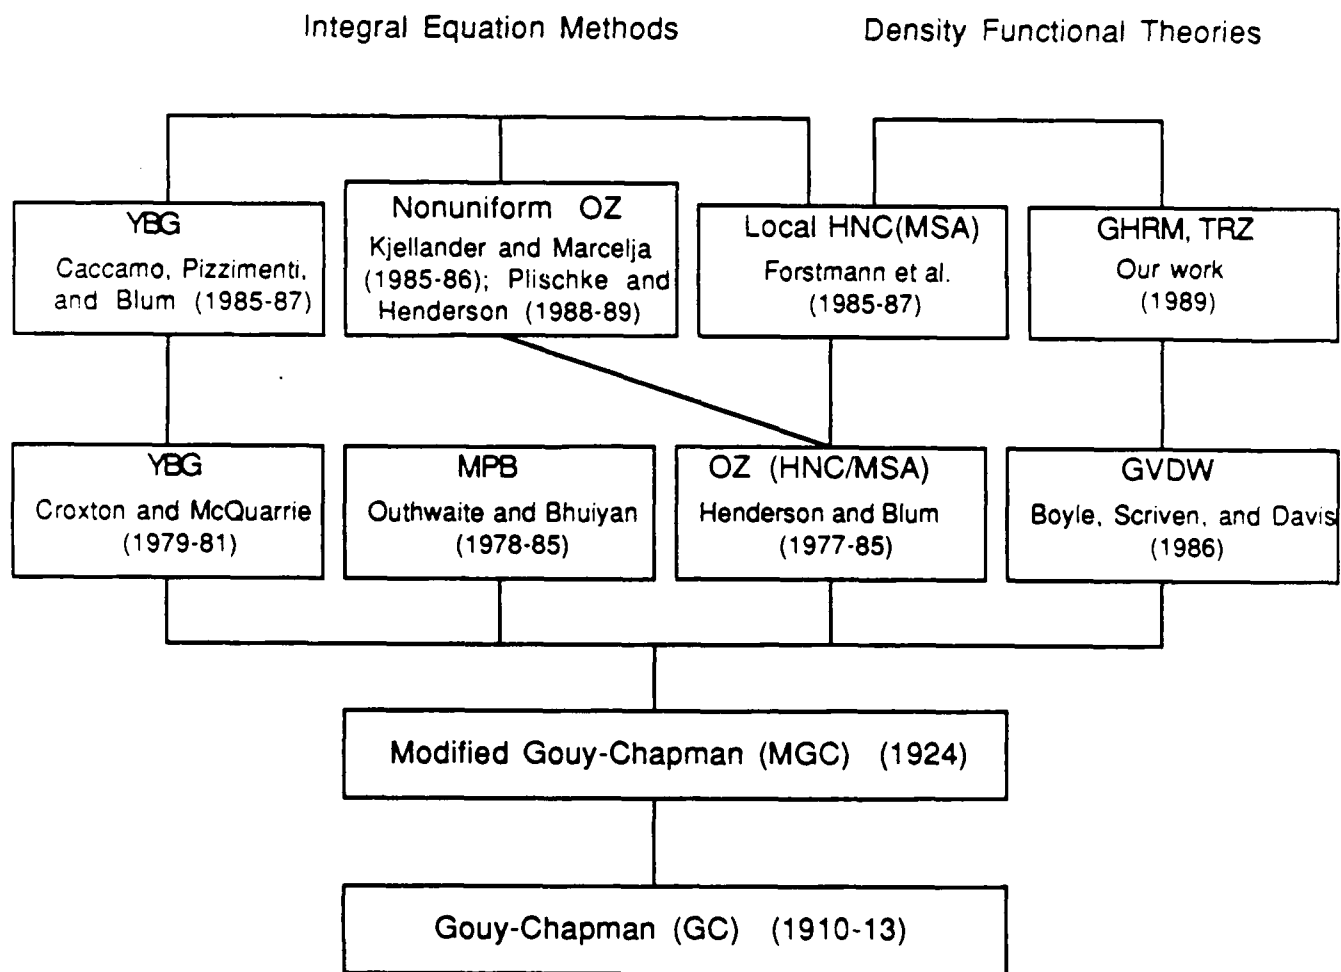 Integral Equation Methods
Density Functional Theories
YBG
Caccamo, Pizzimenti,
and Blum (1985-87)
Nonuniform OZ
Kjellander and Marcelja
(1985-86); Plischke and
Henderson (1988-89)
Local HNC(MSA)
Forstmann et al.
(1985-87)
GHRM, TRZ
Our work
(1989)
YBG
Croxton and McQuarrie
(1979-81)
MPB
Outhwaite and Bhuiyan
(1978-85)
OZ (HNC/MSA)
Henderson and Blum
(1977-85)
GVDW
Boyle, Scriven, and Davis
(1986)
Modified Gouy-Chapman (MGC) (1924)
Gouy-Chapman (GC) (1910-13)